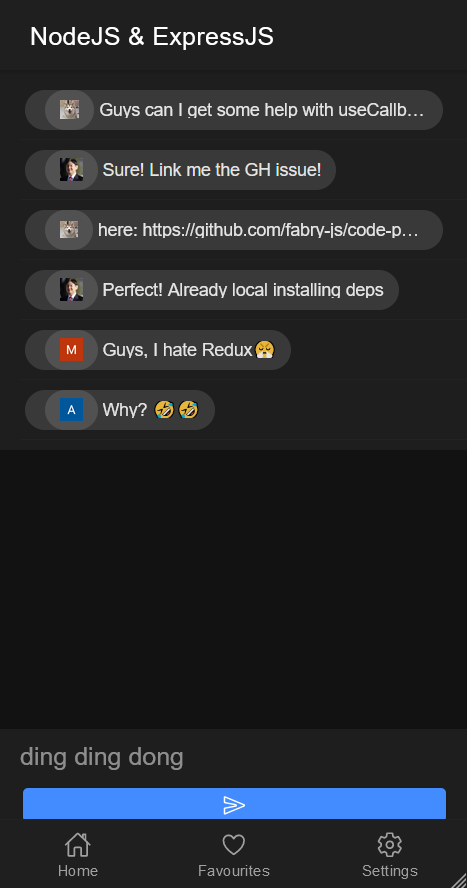 NodeJS & ExpressJS
Guys can I get some help with useCallb...
Sure! Link me the GH issue!
here: https://github.com/fabry-js/code-p...
Perfect! Already local installing deps
M Guys, I hate Redux😤
A Why? 🤣🤣
ding ding dong
Home Favourites Settings